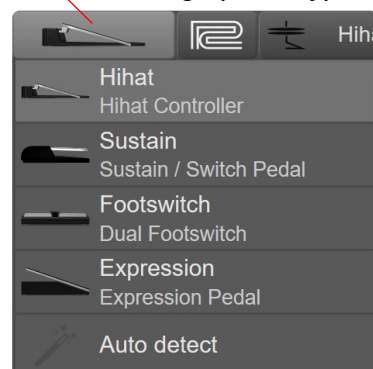 Hiha
Hihat
Hihat Controller
Sustain
Sustain / Switch Pedal
Footswitch
Dual Footswitch
Expression
Expression Pedal
Auto detect